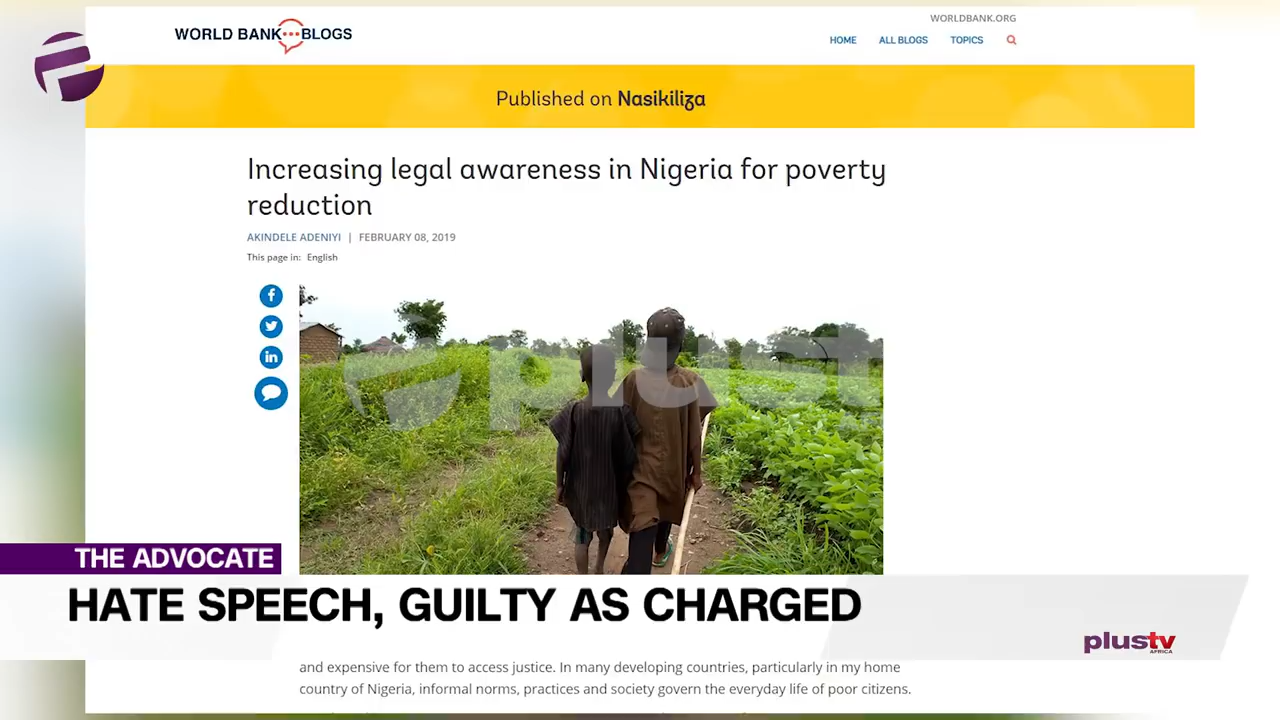 WORLDBANK.ORG
WORLD BANK BLOGS
HOME ALL BLOGS TOPICS
Published on Nasikiliza
Increasing legal awareness in Nigeria for poverty
reduction
AKINDELE ADENIYI | FEBRUARY 08, 2019
This page in: English
plust
THE ADVOCATE
HATE SPEECH, GUILTY AS CHARGED
plustv
AFRICA
and expensive for them to access justice. In many developing countries, particularly in my home
country of Nigeria, informal norms, practices and society govern the everyday life of poor citizens.